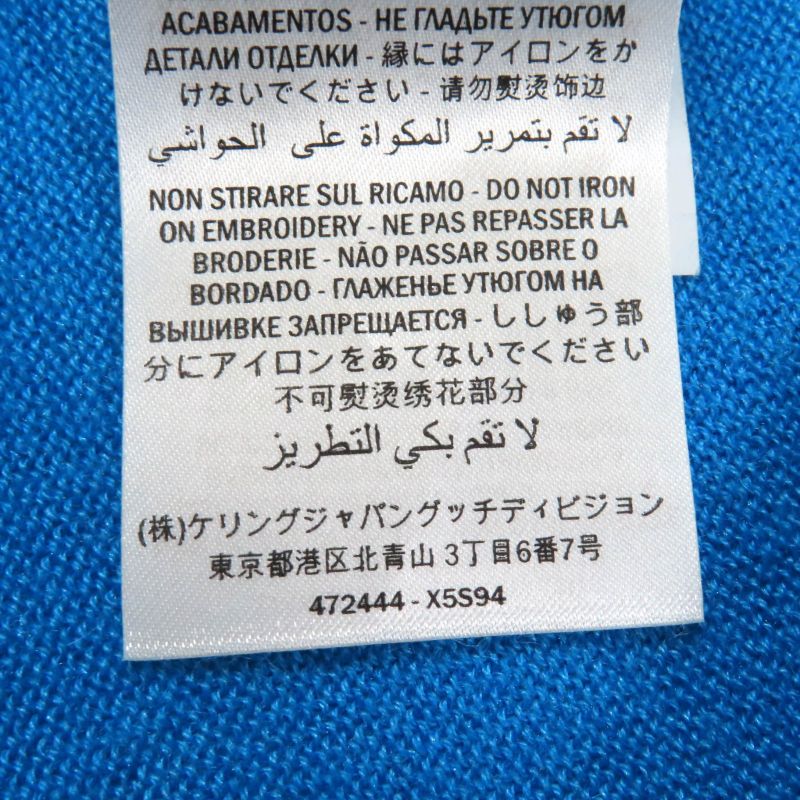 ACABAMENTOS - НЕ ГЛАДЬТЕ УТЮГОМ
ДЕТАЛИ ОТДЕЛКИ - 縁にはアイロンをか
けないでください - 请勿熨烫饰边
لا تقم بتمرير المكواة على الحواشي
NON STIRARE SUL RICAMO - DO NOT IRON
ON EMBROIDERY - NE PAS REPASSER LA
BRODERIE - NÃO PASSAR SOBRE O
BORDADO - ГЛАЖЕНЬЕ УТЮГОМ НА
ВЫШИВКЕ ЗАПРЕЩАЕТСЯ - ししゅう部
分にアイロンをあてないでください
不可熨烫绣花部分
لا تقم بكي التطريز
(株)ケリングジャパングッチディビジョン
東京都港区北青山 3丁目6番7号
472444 - X5S94